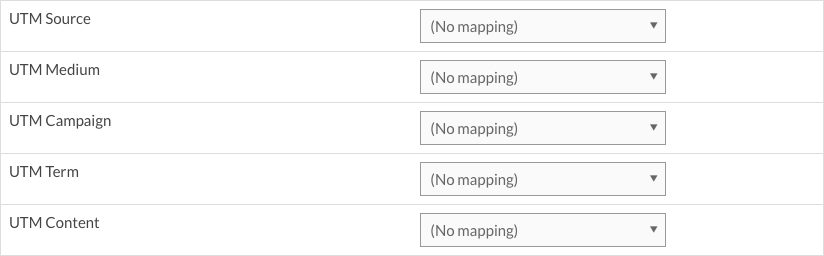 UTM Source (No mapping)
UTM Medium (No mapping)
UTM Campaign (No mapping)
UTM Term (No mapping)
UTM Content (No mapping)